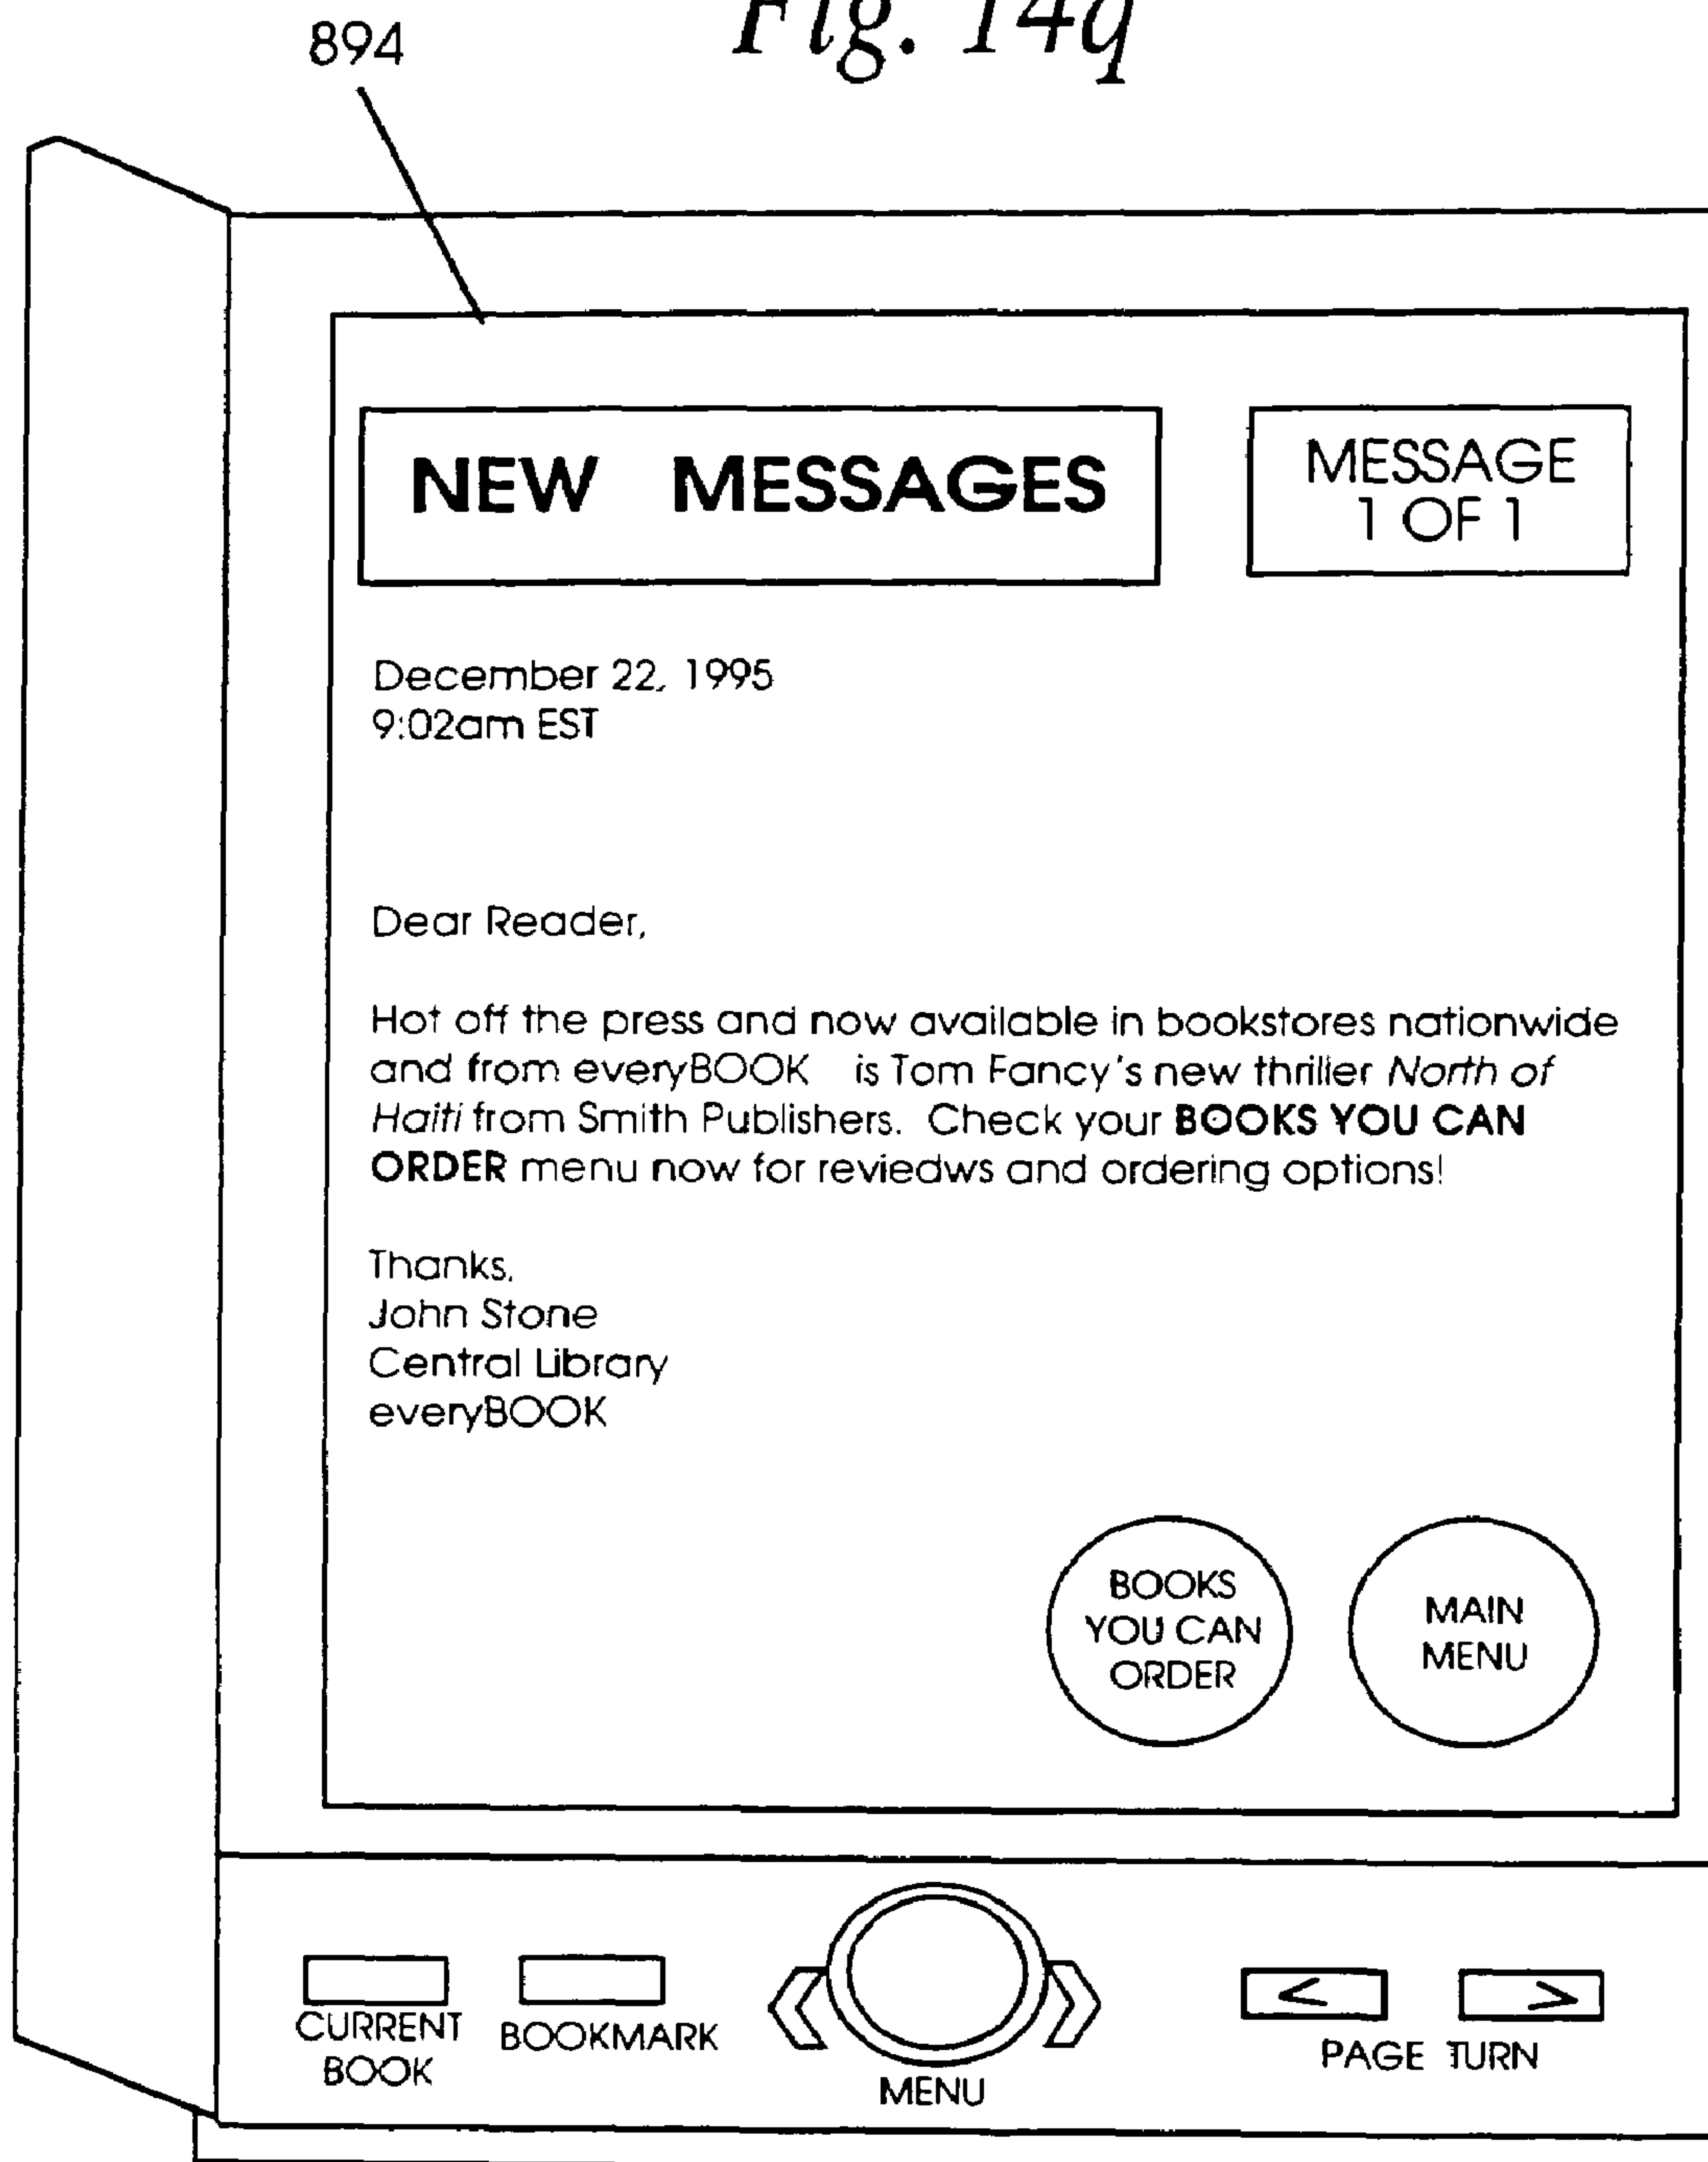 Fig. 14q
894
NEW MESSAGES
MESSAGE
1 OF 1
December 22, 1995
9:02am EST
Dear Reader,
Hot off the press and now available in bookstores nationwide
and from everyBOOK is Tom Fancy's new thriller North of
Haiti from Smith Publishers. Check your BOOKS YOU CAN
ORDER menu now for reviedws and ordering options!
Thanks,
John Stone
Central Library
everyBOOK
BOOKS
YOU CAN
ORDER
MAIN
MENU
CURRENT
BOOK
BOOKMARK
MENU
< >
PAGE TURN